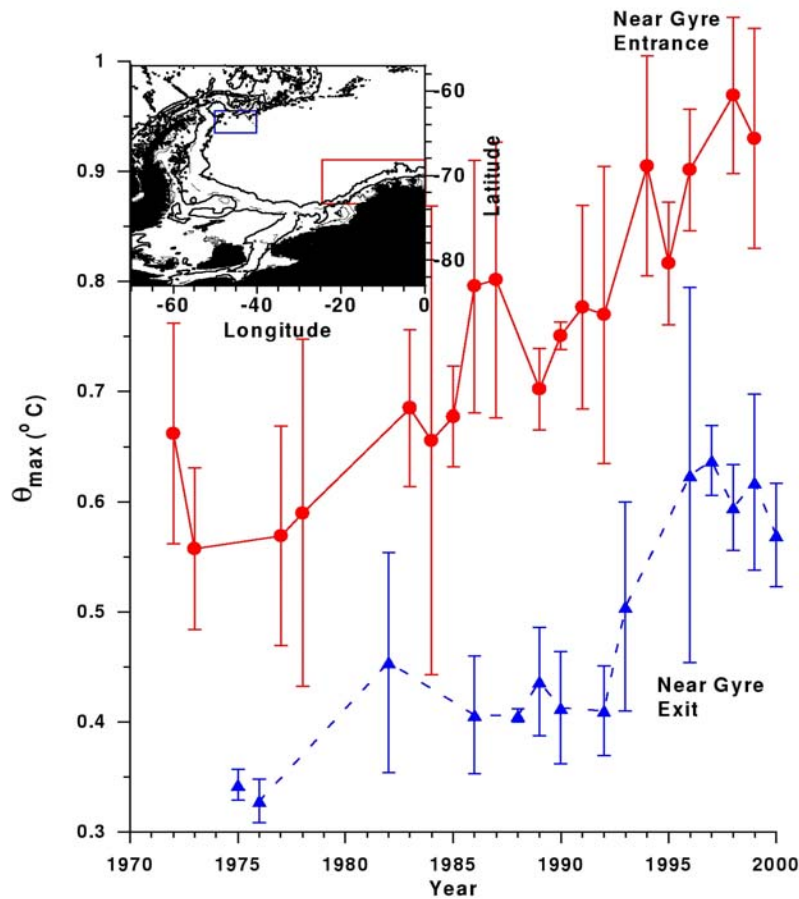 Near Gyre
Entrance
1
0.9
0.8
0.7
0.6
0.5
0.4
0.3
θmax (° C)
-60
-70
-80
Latitude
-60 -40 -20 0
Longitude
Near Gyre
Exit
1970 1975 1980 1985 1990 1995 2000
Year